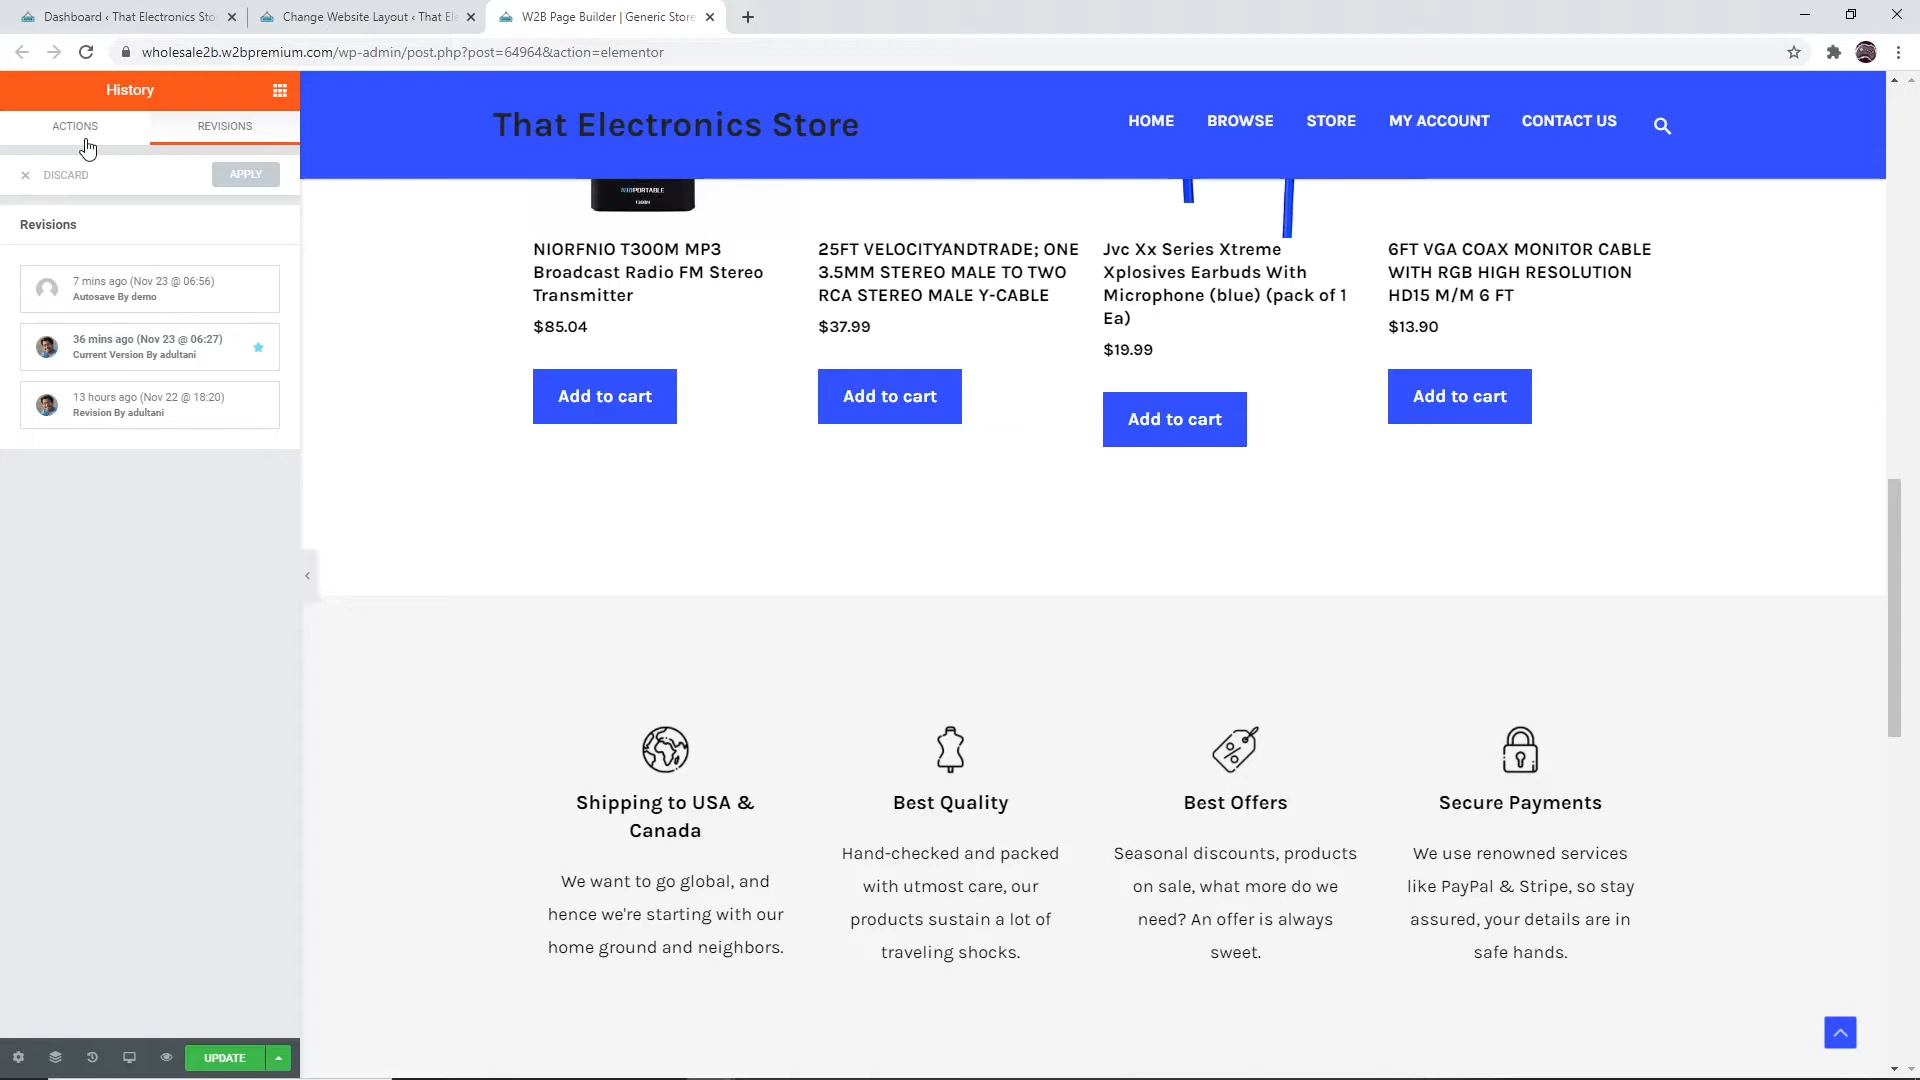 Dashboard ‹ That Electronics Sto
Change Website Layout ‹ That Ele
W2B Page Builder | Generic Store
wholesale2b.w2bpremium.com/wp-admin/post.php?post=64964&action=elementor
History
ACTIONS
REVISIONS
DISCARD
APPLY
Revisions
7 mins ago (Nov 23 @ 06:56)
Autosave By demo
36 mins ago (Nov 23 @ 06:27)
Current Version By adultani
13 hours ago (Nov 22 @ 18:20)
Revision By adultani
UPDATE
That Electronics Store
HOME
BROWSE
STORE
MY ACCOUNT
CONTACT US
NIORFNIO T300M MP3
Broadcast Radio FM Stereo
Transmitter
$85.04
Add to cart
25FT VELOCITYANDTRADE; ONE
3.5MM STEREO MALE TO TWO
RCA STEREO MALE Y-CABLE
$37.99
Add to cart
Jvc Xx Series Xtreme
Xplosives Earbuds With
Microphone (blue) (pack of 1
Ea)
$19.99
Add to cart
6FT VGA COAX MONITOR CABLE
WITH RGB HIGH RESOLUTION
HD15 M/M 6 FT
$13.90
Add to cart
Shipping to USA &
Canada
We want to go global, and
hence we're starting with our
home ground and neighbors.
Best Quality
Hand-checked and packed
with utmost care, our
products sustain a lot of
traveling shocks.
Best Offers
Seasonal discounts, products
on sale, what more do we
need? An offer is always
sweet.
Secure Payments
We use renowned services
like PayPal & Stripe, so stay
assured, your details are in
safe hands.